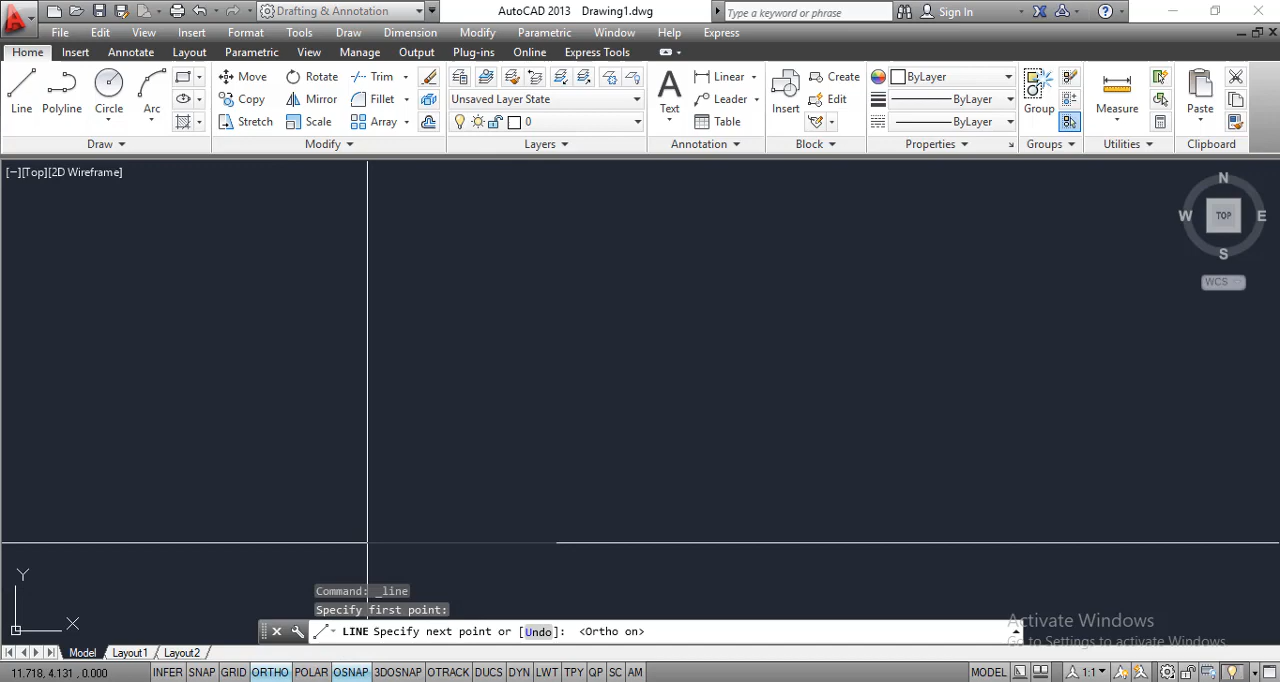 Drafting & Annotation AutoCAD 2013 Drawing1.dwg Type a keyword or phrase Sign In
File Edit View Insert Format Tools Draw Dimension Modify Parametric Window Help Express
Home Insert Annotate Layout Parametric View Manage Output Plug-ins Online Express Tools
Line Polyline Circle Arc
Move Rotate Trim
Copy Mirror Fillet
Stretch Scale Array
Unsaved Layer State
0
Text
Linear
Leader
Table
Insert
Create
Edit
ByLayer
ByLayer
ByLayer
Group
Measure
Paste
Draw Modify Layers Annotation Block Properties Groups Utilities Clipboard
[−][Top][2D Wireframe]
N
W TOP E
S
WCS
Y
X
Command: _line
Specify first point:
LINE Specify next point or [Undo]: <Ortho on>
Activate Windows
Go to Settings to activate Windows.
Model Layout1 Layout2
11.718, 4.131 , 0.000 INFER SNAP GRID ORTHO POLAR OSNAP 3DOSNAP OTRACK DUCS DYN LWT TPY QP SC AM MODEL 1:1